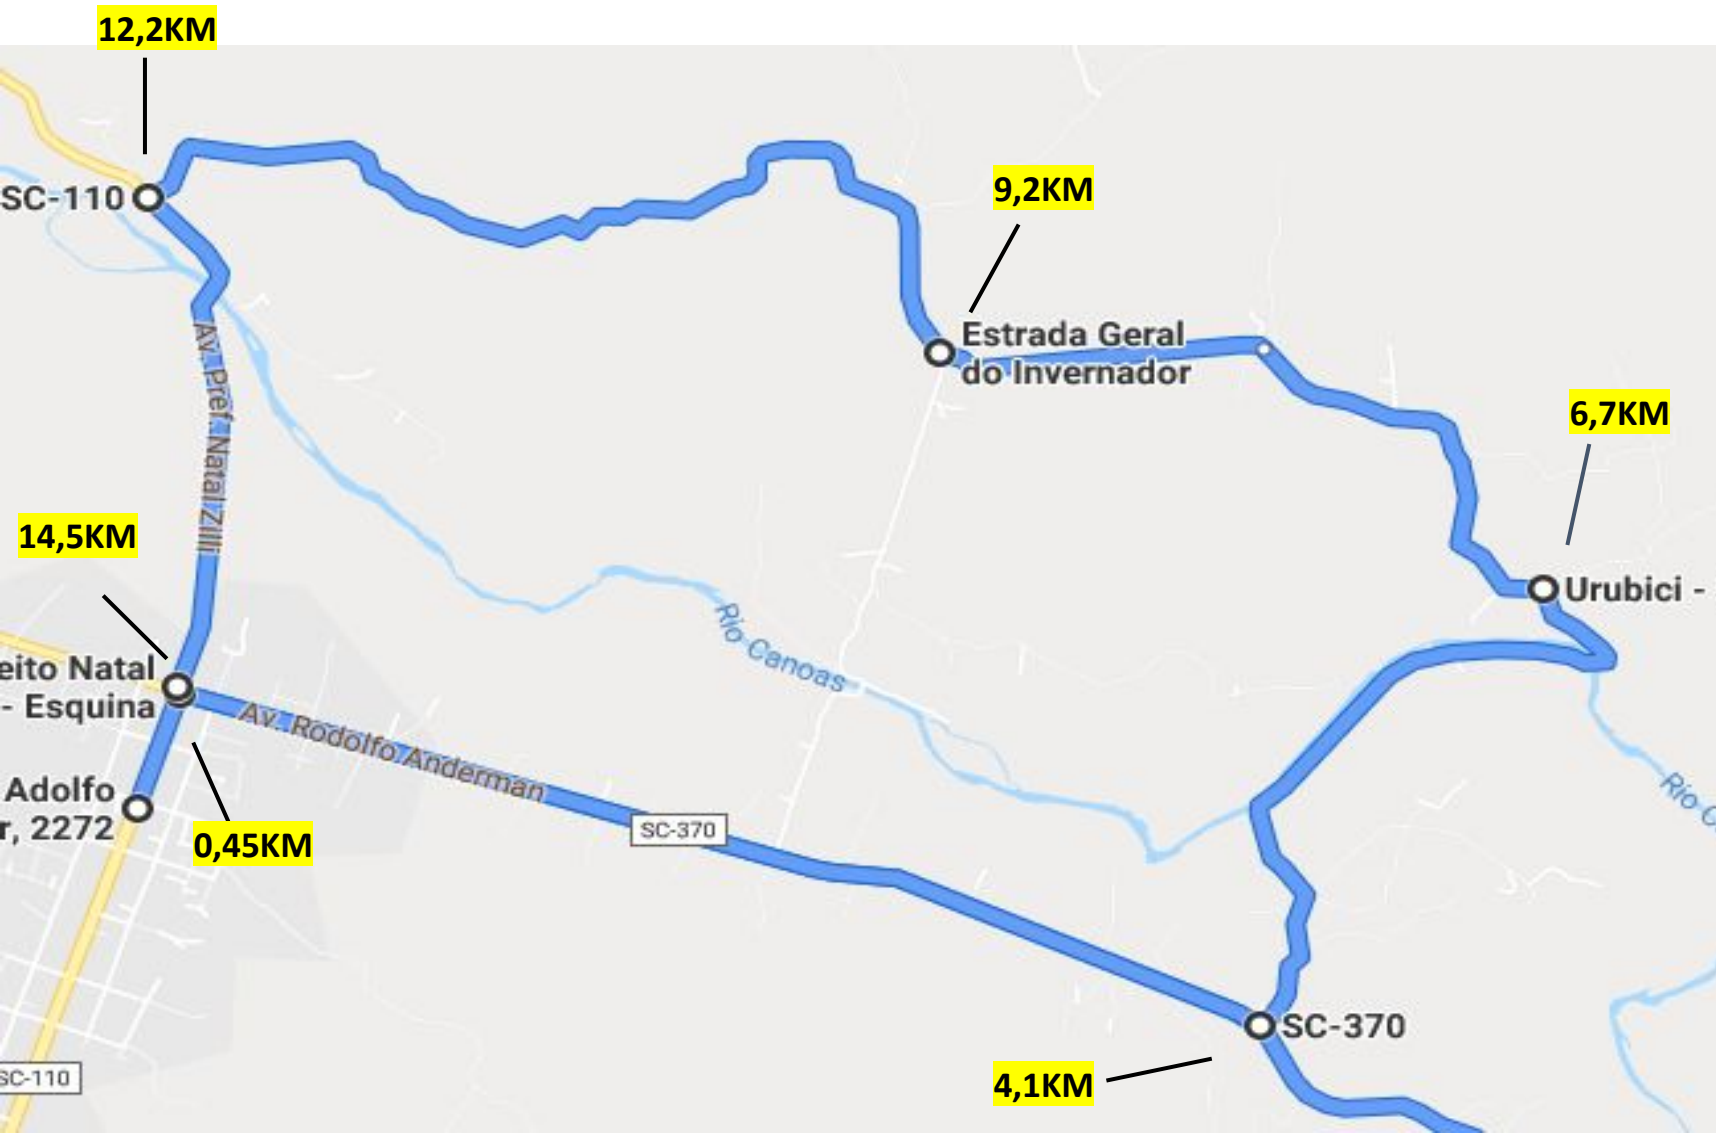 12,2KM
SC-110
9,2KM
Estrada Geral
do Invernador
6,7KM
Av. Pref. Natal Zilli
14,5KM
Urubici -
Rio Canoas
eito Natal
- Esquina
Av. Rodolfo Anderman
Rio C
Adolfo
r, 2272
0,45KM
SC-370
SC-370
4,1KM
SC-110